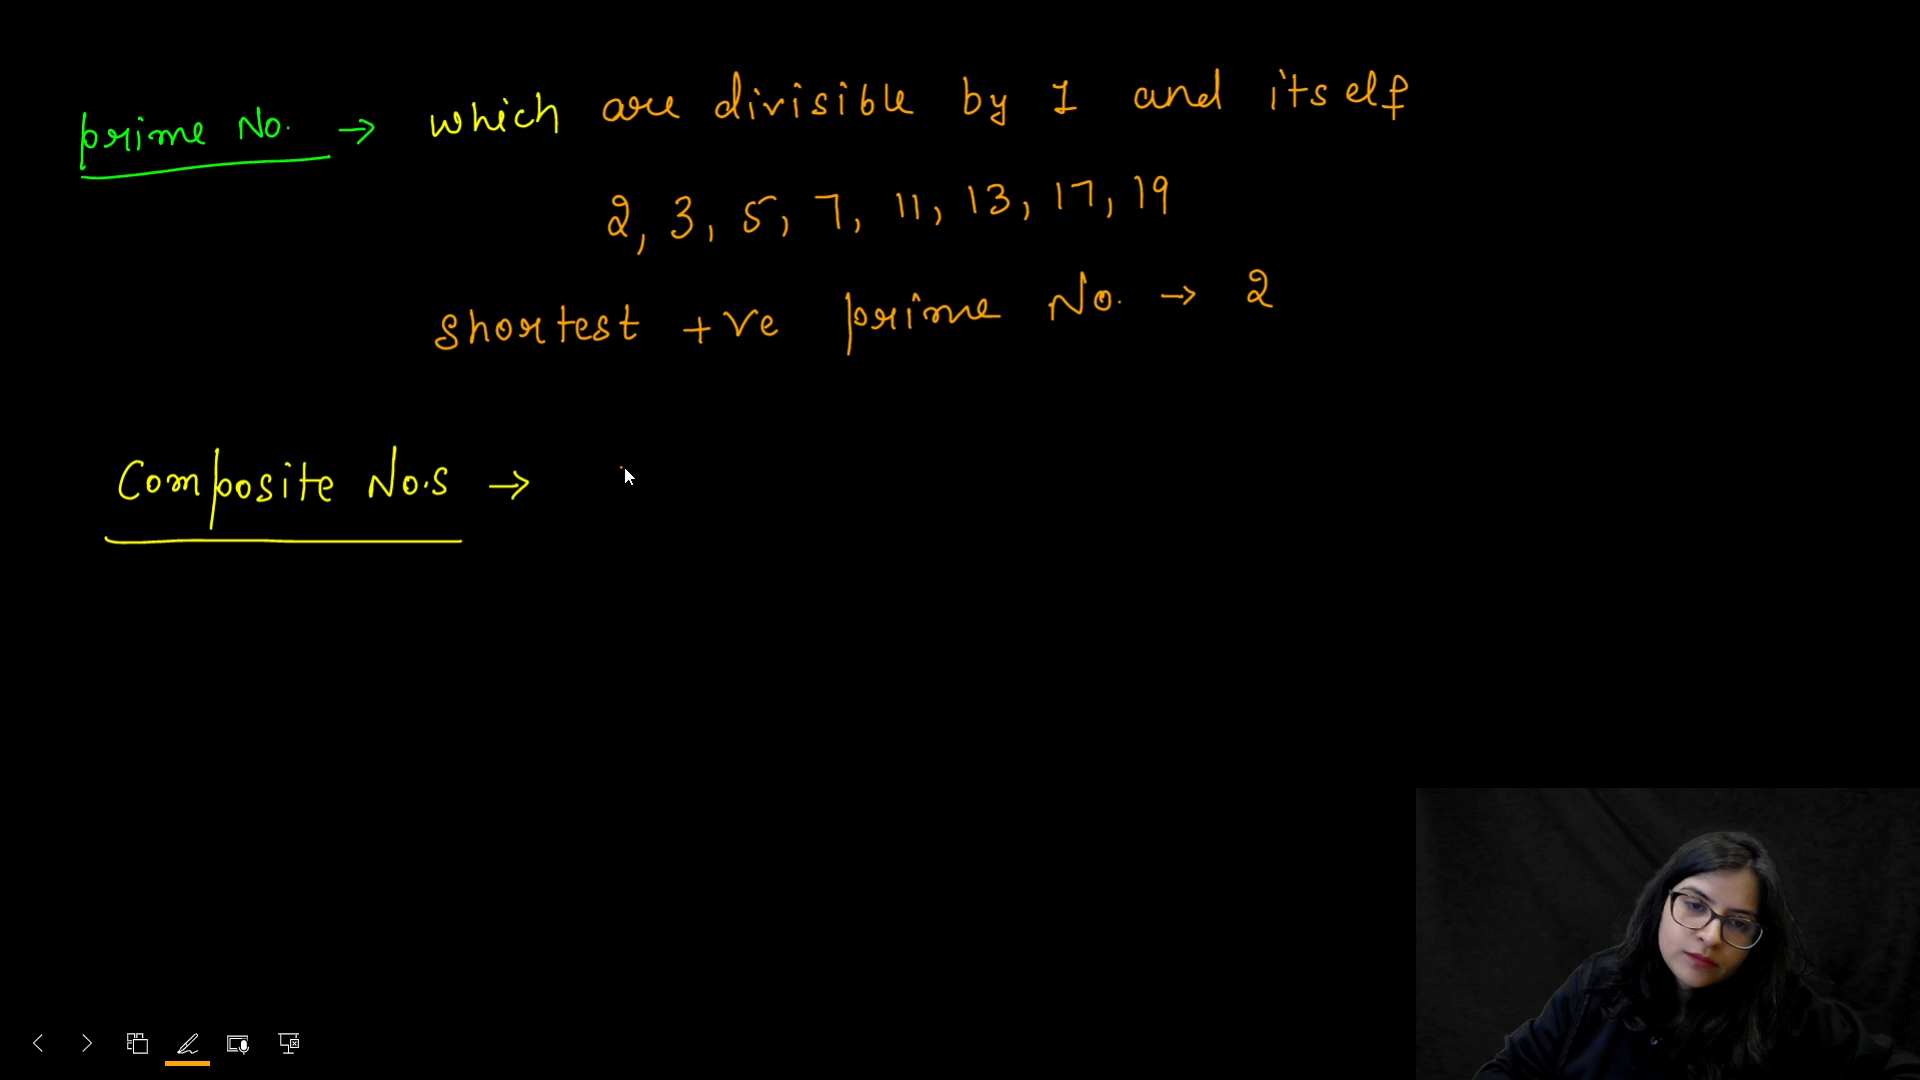 prime No. → which are divisible by 1 and itself
2, 3, 5, 7, 11, 13, 17, 19
shortest +ve prime No. → 2
Composite No.s →